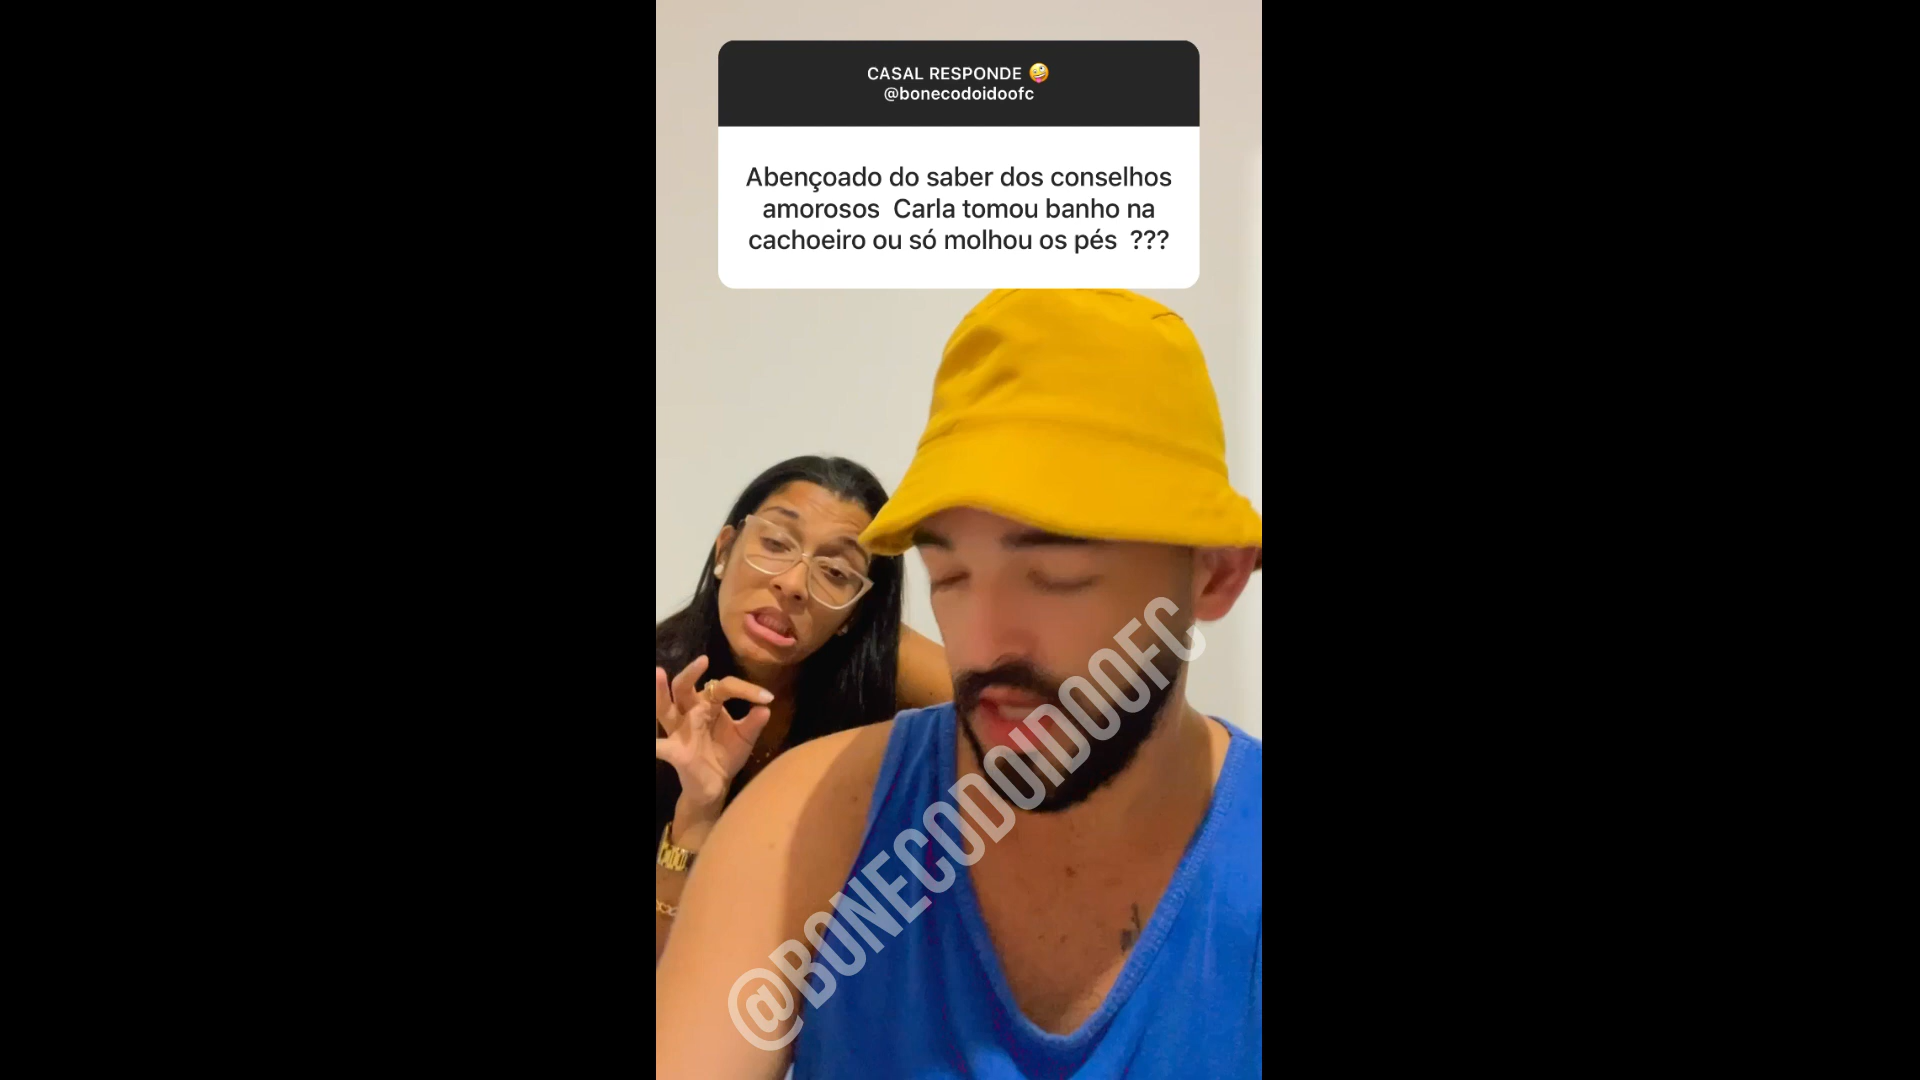 CASAL RESPONDE 🤪
@bonecodoidoofc
Abençoado do saber dos conselhos
amorosos  Carla tomou banho na
cachoeiro ou só molhou os pés  ???
@BONECODOIDOOFC